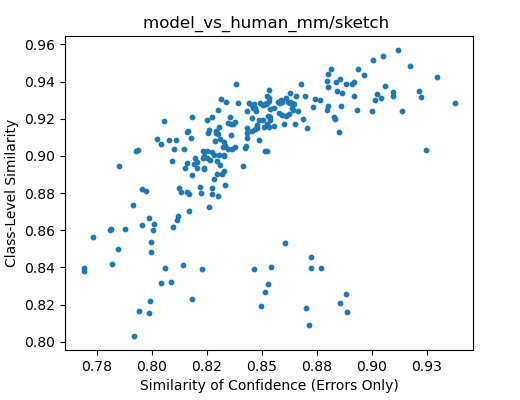 model_vs_human_mm/sketch
0.96
0.94
0.92
0.90
0.88
0.86
0.84
0.82
0.80
Class-Level Similarity
0.78 0.80 0.82 0.85 0.88 0.90 0.93
Similarity of Confidence (Errors Only)